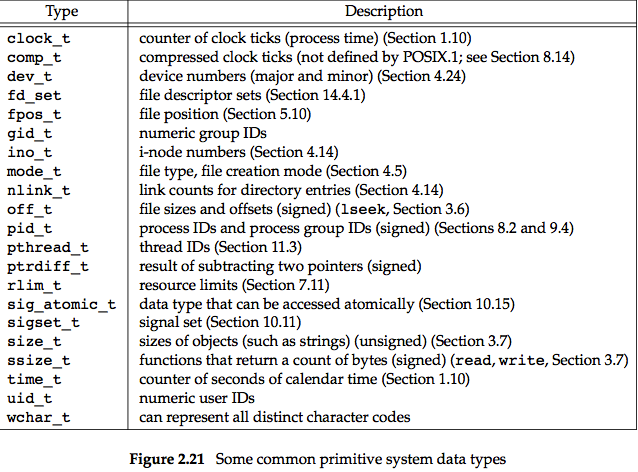 Type Description
clock_t counter of clock ticks (process time) (Section 1.10)
comp_t compressed clock ticks (not defined by POSIX.1; see Section 8.14)
dev_t device numbers (major and minor) (Section 4.24)
fd_set file descriptor sets (Section 14.4.1)
fpos_t file position (Section 5.10)
gid_t numeric group IDs
ino_t i-node numbers (Section 4.14)
mode_t file type, file creation mode (Section 4.5)
nlink_t link counts for directory entries (Section 4.14)
off_t file sizes and offsets (signed) (lseek, Section 3.6)
pid_t process IDs and process group IDs (signed) (Sections 8.2 and 9.4)
pthread_t thread IDs (Section 11.3)
ptrdiff_t result of subtracting two pointers (signed)
rlim_t resource limits (Section 7.11)
sig_atomic_t data type that can be accessed atomically (Section 10.15)
sigset_t signal set (Section 10.11)
size_t sizes of objects (such as strings) (unsigned) (Section 3.7)
ssize_t functions that return a count of bytes (signed) (read, write, Section 3.7)
time_t counter of seconds of calendar time (Section 1.10)
uid_t numeric user IDs
wchar_t can represent all distinct character codes
Figure 2.21 Some common primitive system data types